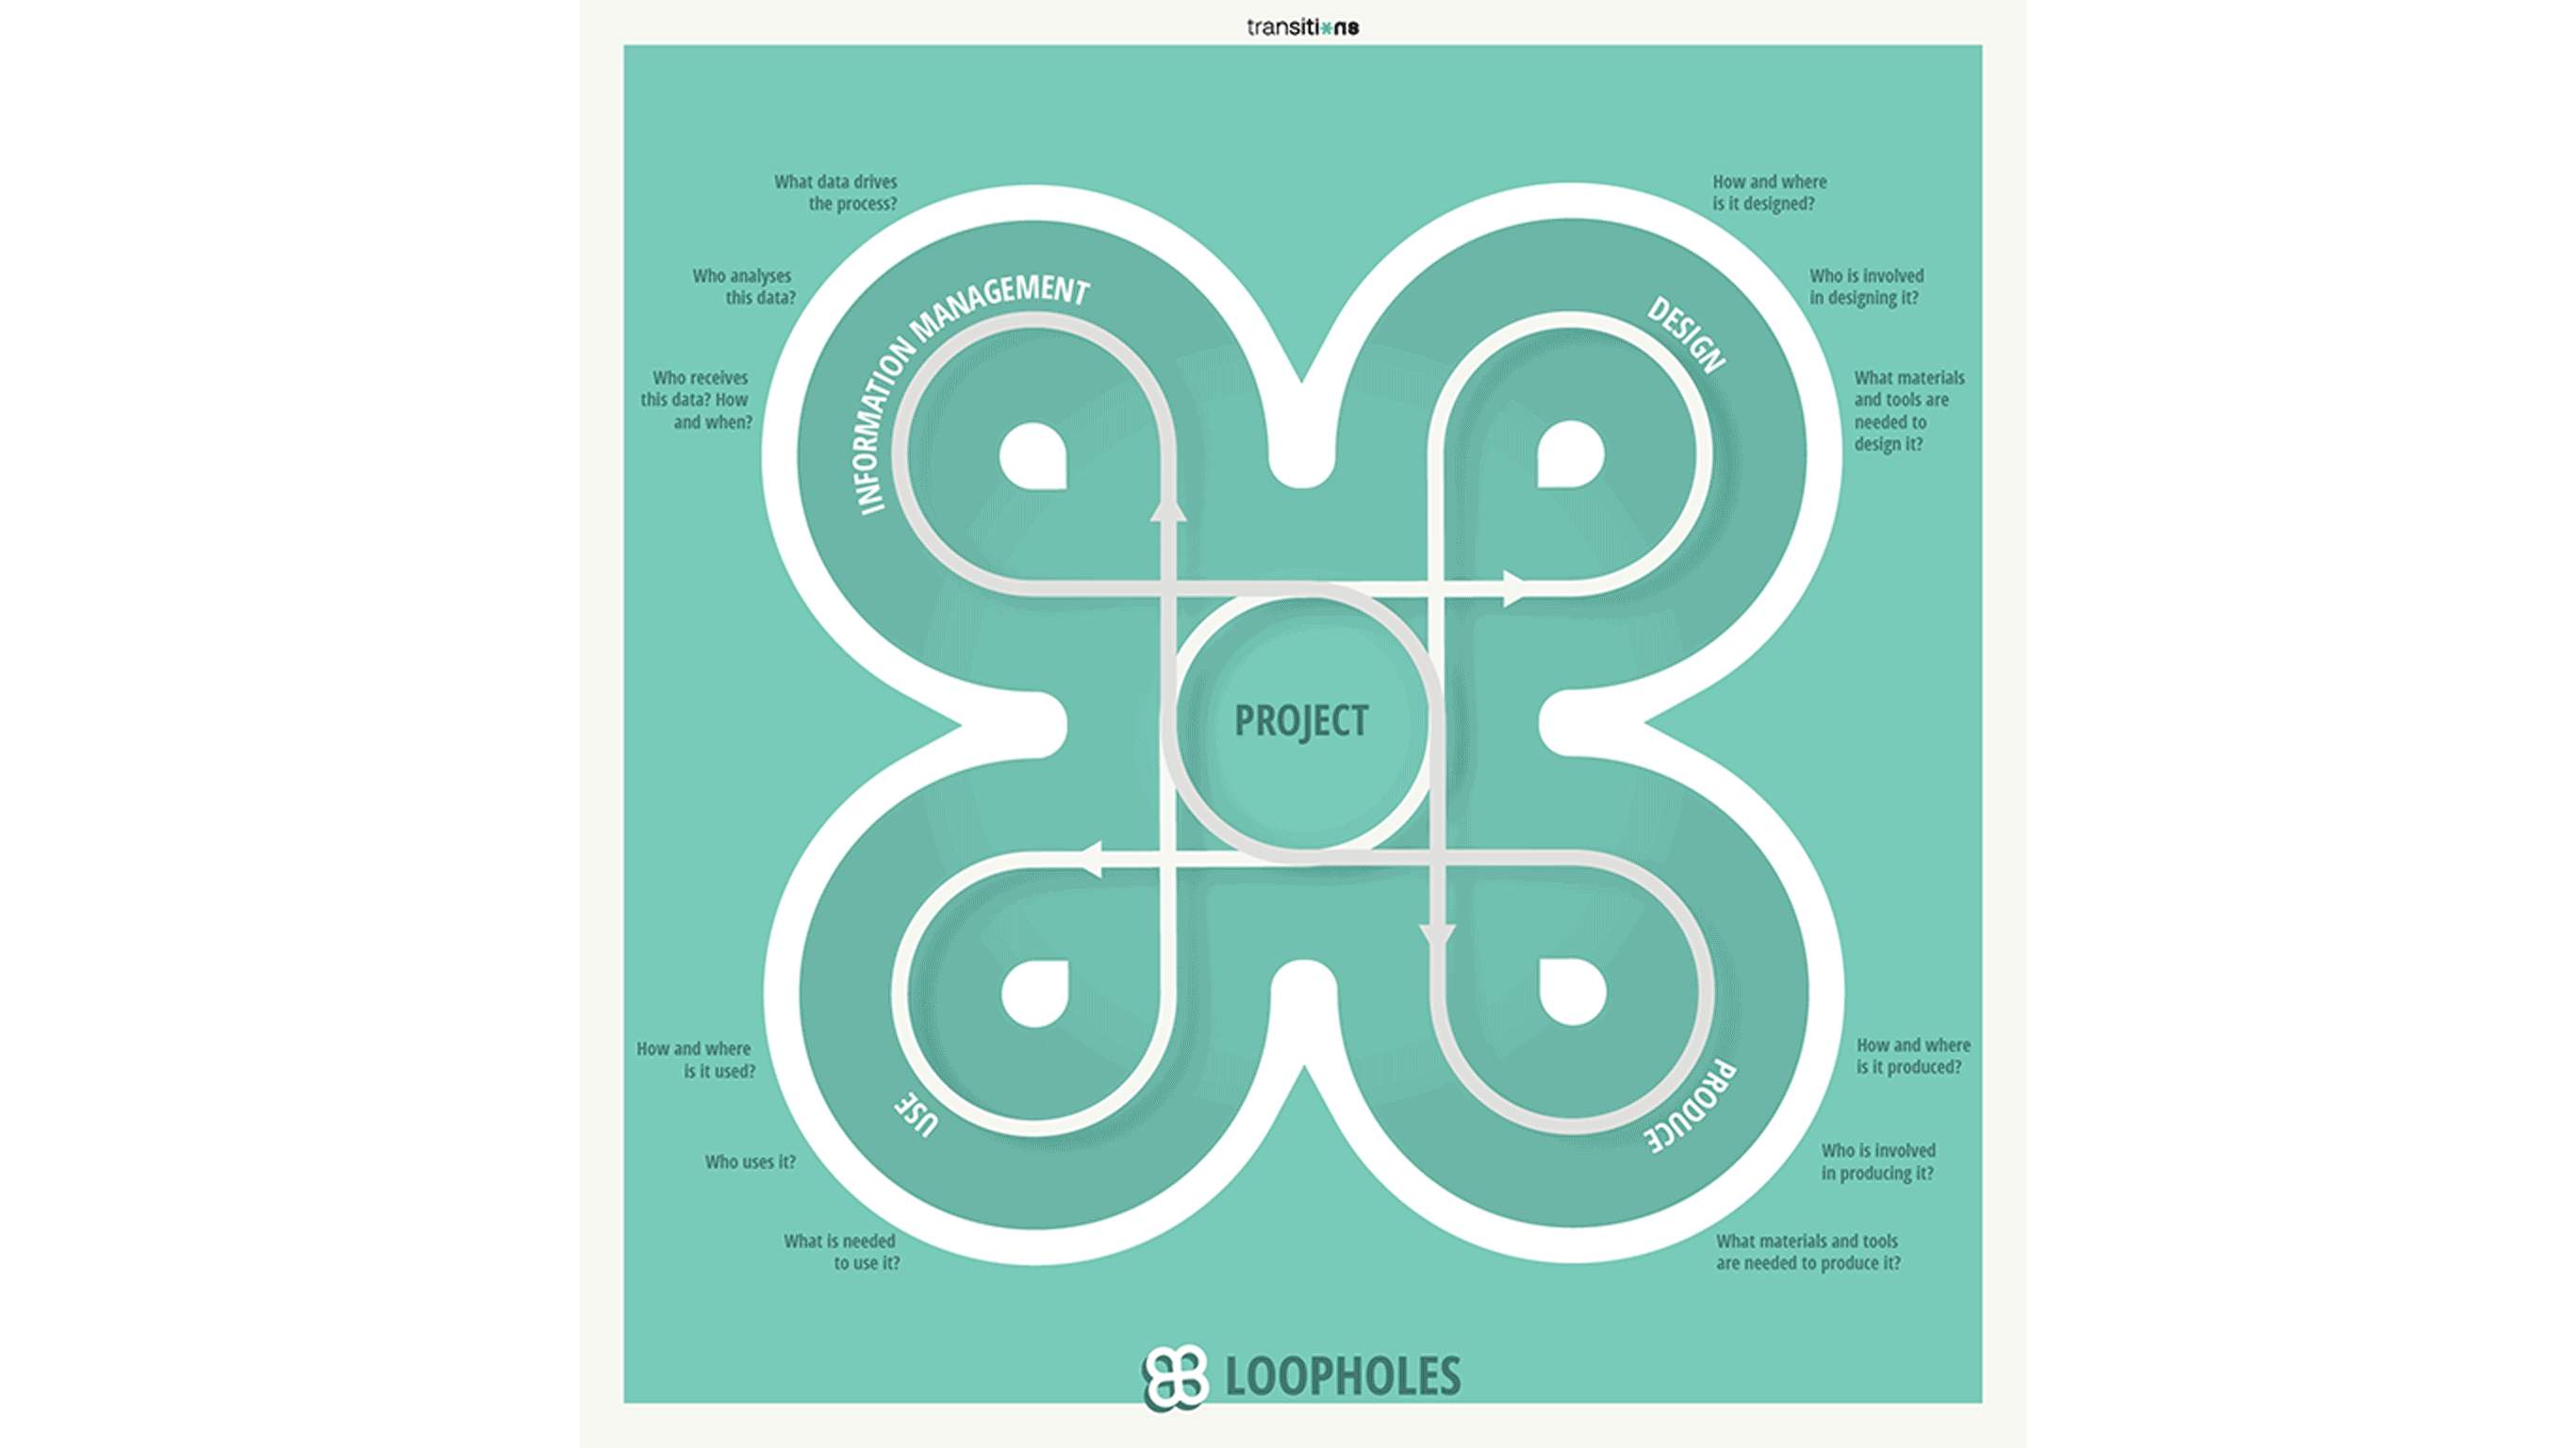 transiti*ns
What data drives
the process?
Who analyses
this data?
Who receives
this data? How
and when?
INFORMATION MANAGEMENT
How and where
is it designed?
Who is involved
in designing it?
What materials
and tools are
needed to
design it?
DESIGN
PROJECT
How and where
is it used?
Who uses it?
What is needed
to use it?
USE
How and where
is it produced?
Who is involved
in producing it?
What materials and tools
are needed to produce it?
PRODUCE
LOOPHOLES